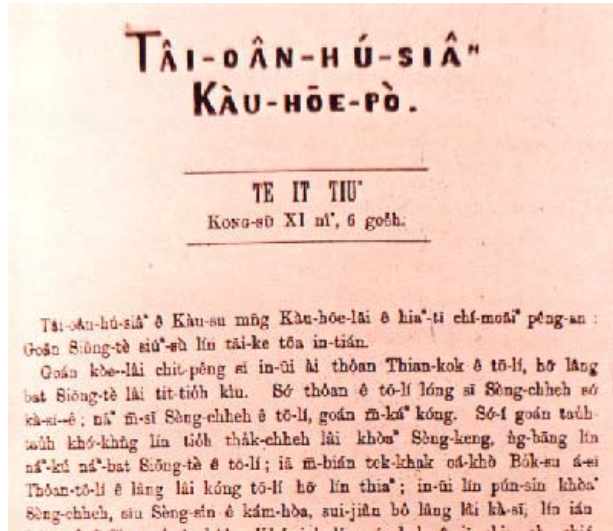 TÂI-OÂN-HÚ-SIÂⁿ
KÀU-HŌE-PÒ.
TE IT TIUⁿ
KONG-SŪ XI nîⁿ, 6 goe̍h.
Tâi-oân-hú-siâⁿ ê Kàu-su mn̄g Kàu-hōe-lāi ê hiaⁿ-tī chí-moāiⁿ pêng-an :
Goān Siōng-tè siúⁿ-sù lín tāi-ke tōa in-tián.
Goán kòe--lâi chit-pêng sī in-ūi ài thôan Thian-kok ê tō-lí, hō͘ lâng
bat Siōng-tè lâi tit-tio̍h kiù. Só͘ thôan ê tō-lí lóng sī Sèng-chheh só͘
kà-sī--ê; nāⁿ m̄-sī Sèng-chheh ê tō-lí, goán m̄-káⁿ kóng. Só͘-í goán tau̍h-
tau̍h khó͘-khǹg lín tio̍h tha̍k-chheh lâi khòaⁿ Sèng-keng, ǹg-bāng lín
náⁿ-kú náⁿ-bat Siōng-tè ê tō-lí; iā m̄-bián tek-khak oá-khò Bo̍k-su á-sī
Thôan-tō-lí ê lâng lâi kóng tō-lí hō͘ lín thiaⁿ; in-ūi lín pún-sin khòaⁿ
Sèng-chheh, siū Sèng-sîn ê kám-hòa, sui-jiân bô lâng lâi kà-sī, lín iáu